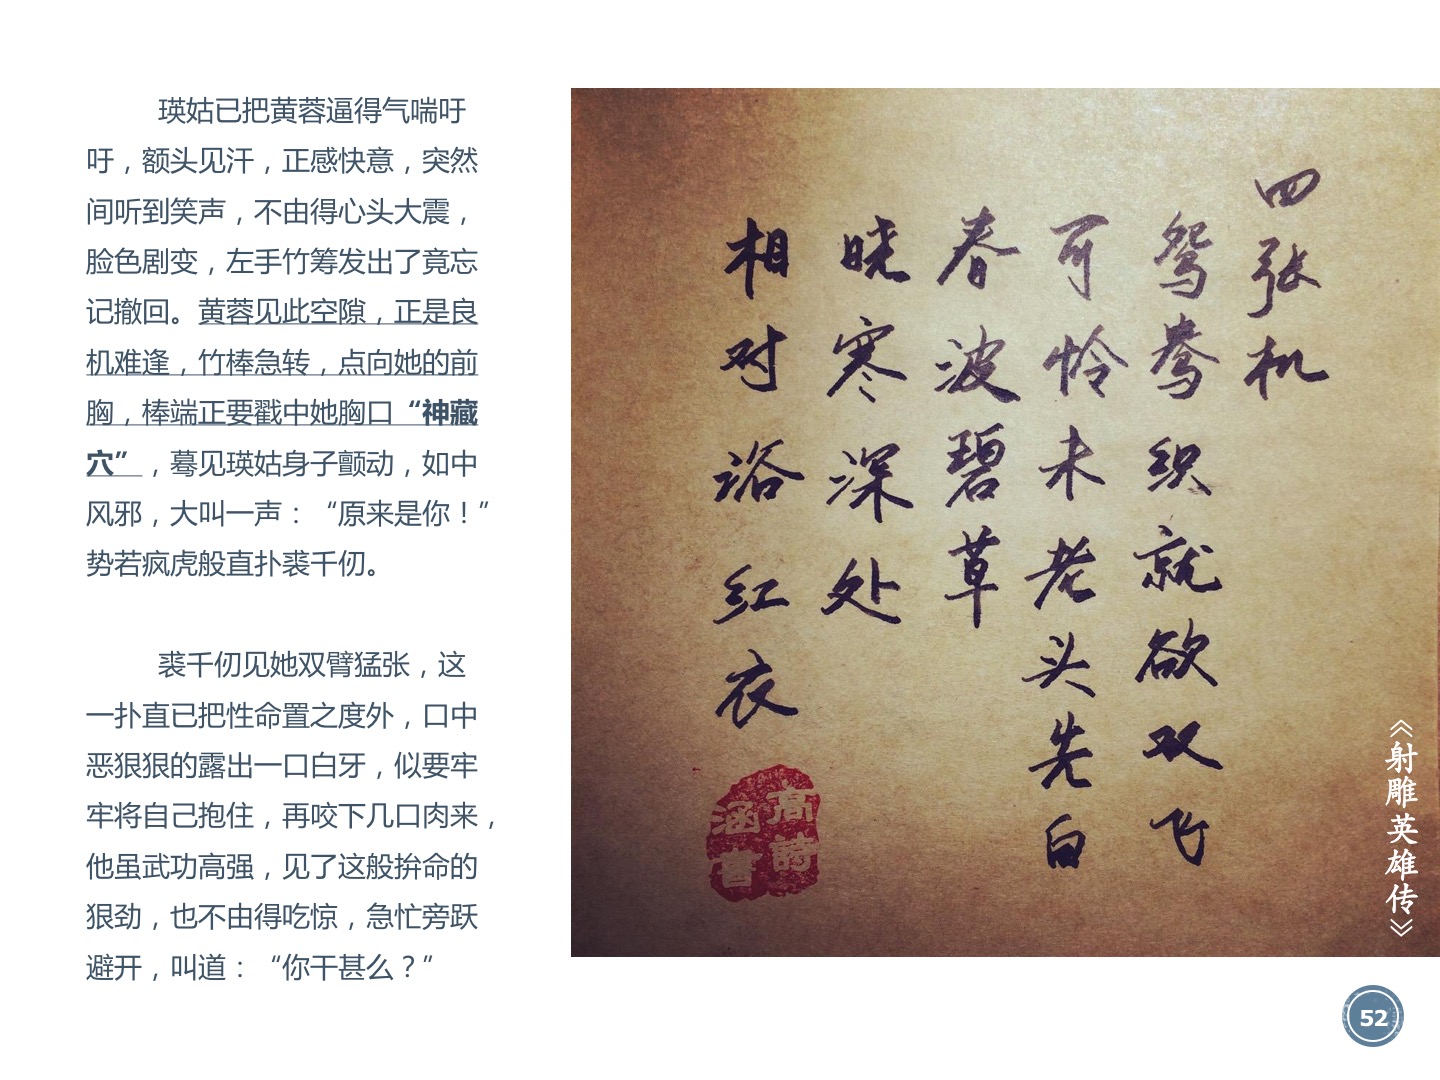 瑛姑已把黄蓉逼得气喘吁
吁，额头见汗，正感快意，突然
间听到笑声，不由得心头大震，
脸色剧变，左手竹筹发出了竟忘
记撤回。黄蓉见此空隙，正是良
机难逢，竹棒急转，点向她的前
胸，棒端正要戳中她胸口“神藏
穴”，蓦见瑛姑身子颤动，如中
风邪，大叫一声：“原来是你！”
势若疯虎般直扑裘千仞。
裘千仞见她双臂猛张，这
一扑直已把性命置之度外，口中
恶狠狠的露出一口白牙，似要牢
牢将自己抱住，再咬下几口肉来，
他虽武功高强，见了这般拚命的
狠劲，也不由得吃惊，急忙旁跃
避开，叫道：“你干甚么？”
四张机
鸳鸯织就欲双飞
可怜未老头先白
春波碧草
晓寒深处
相对浴红衣
《射雕英雄传》
52